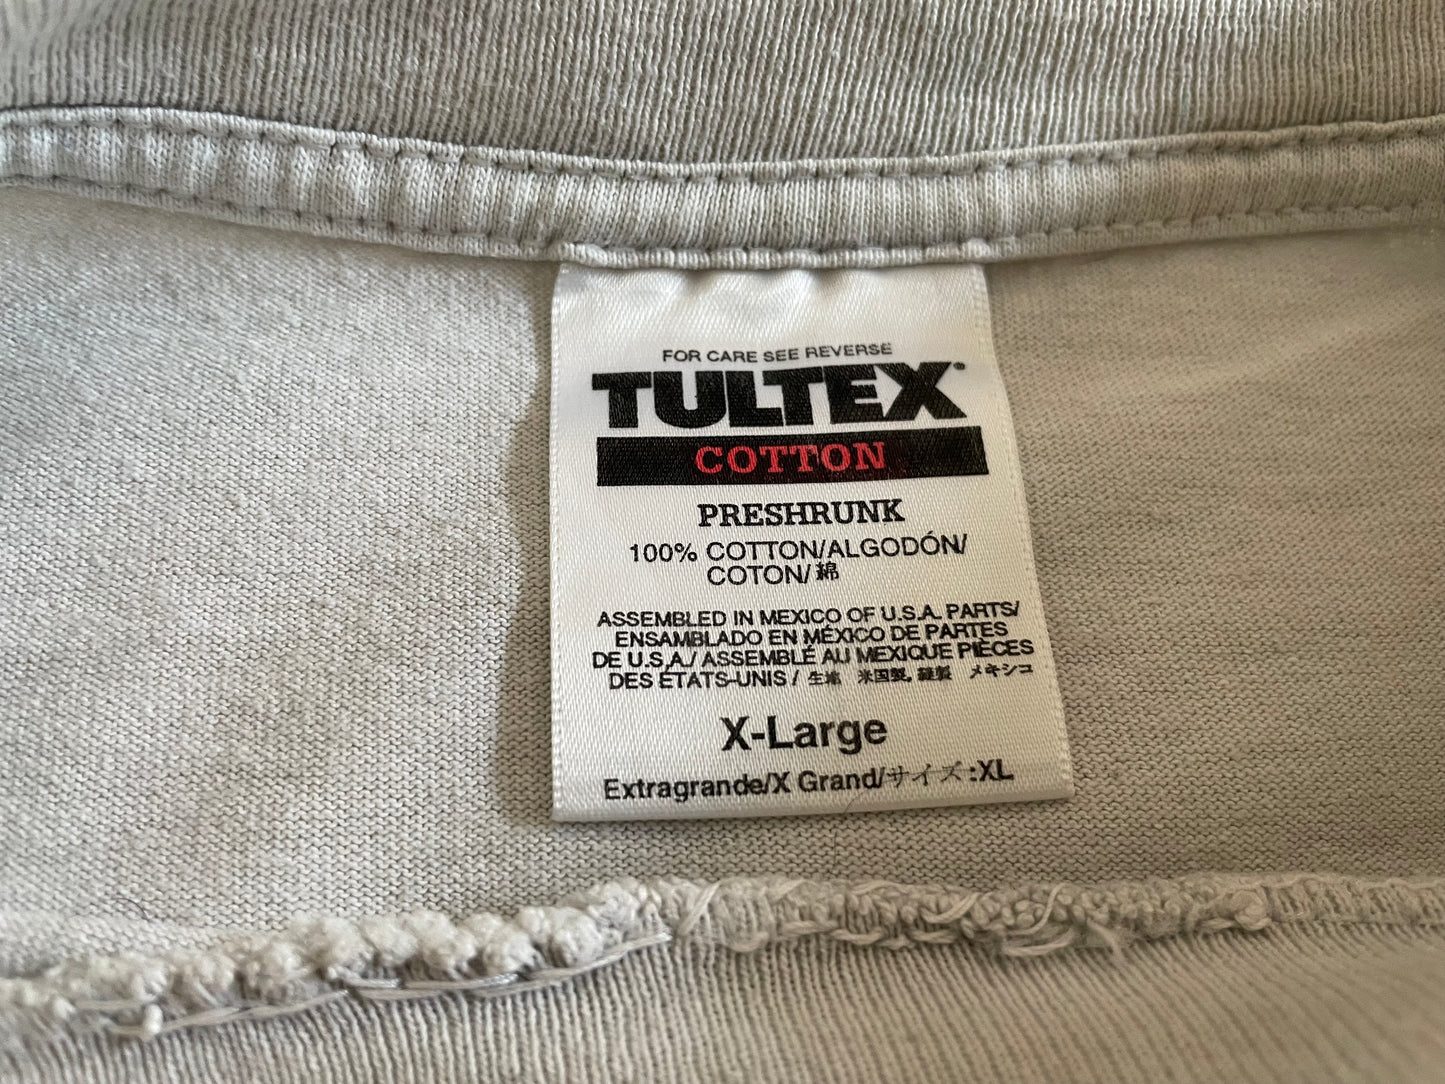 FOR CARE SEE REVERSE
TULTEX
COTTON
PRESHRUNK
100% COTTON/ALGODÓN/
COTON/綿
ASSEMBLED IN MEXICO OF U.S.A. PARTS/
ENSAMBLADO EN MÉXICO DE PARTES
DE U.S.A./ASSEMBLÉ AU MEXIQUE PIÈCES
DES ÉTATS-UNIS / 生地 米国製, 縫製 メキシコ
X-Large
Extragrande/X Grand/サイズ:XL